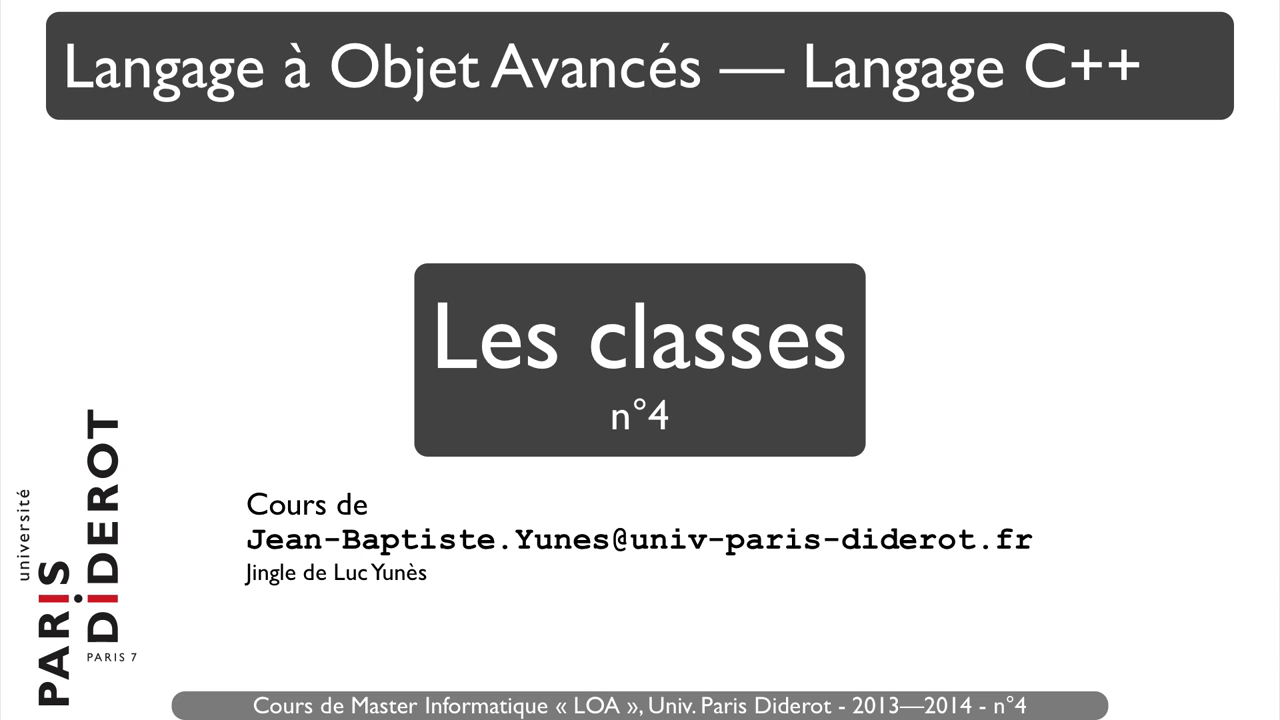 Langage à Objet Avancés — Langage C++
Les classes
n°4
Cours de
Jean-Baptiste.Yunes@univ-paris-diderot.fr
Jingle de Luc Yunès
université
PARIS
DiDEROT
PARIS 7
Cours de Master Informatique « LOA », Univ. Paris Diderot - 2013—2014 - n°4